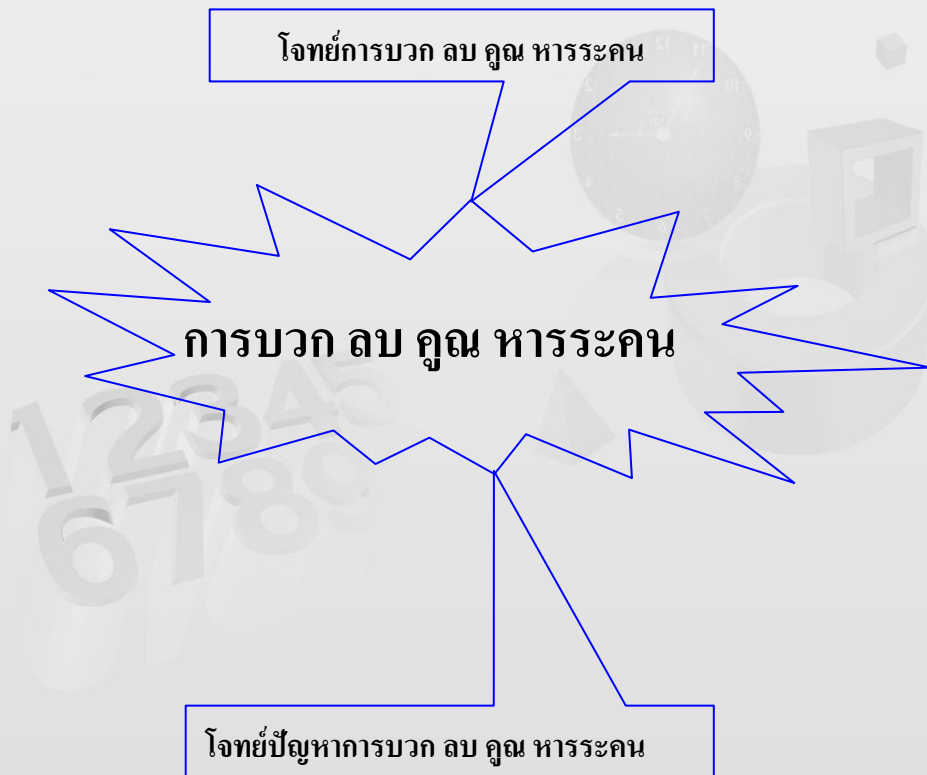 โจทย์การบวก ลบ คูณ หารระคน
การบวก ลบ คูณ หารระคน
12345
6789
โจทย์ปัญหาการบวก ลบ คูณ หารระคน